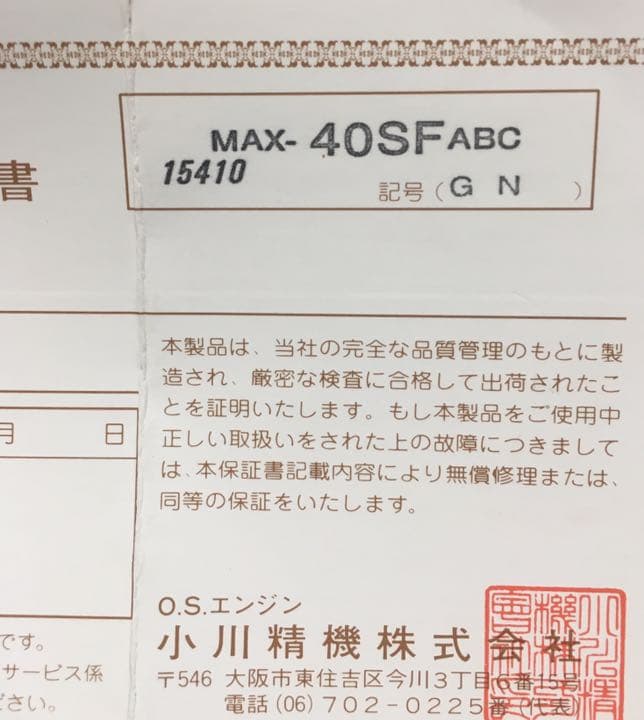 MAX-40SF ABC
15410
記号(G N )
書
本製品は、当社の完全な品質管理のもとに製
造され、厳密な検査に合格して出荷されたこ
とを証明いたします。もし本製品をご使用中
正しい取扱いをされた上の故障につきまして
は、本保証書記載内容により無償修理または、
同等の保証をいたします。
月 日
O.S.エンジン
小川精機株式会社
〒546 大阪市東住吉区今川3丁目6番15号
電話(06)702-0225番(代表)
です。
サービス係
ださい。